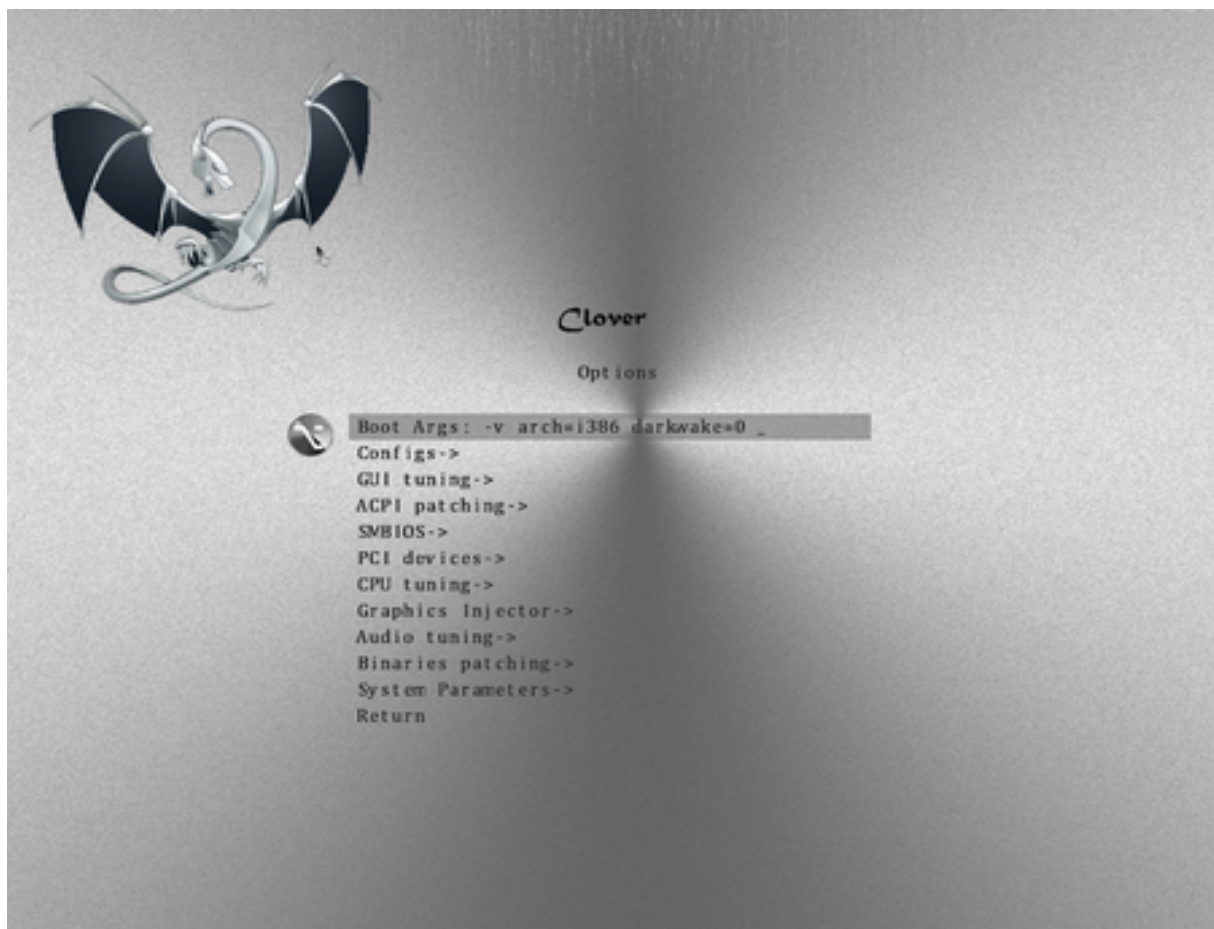 Clover
Options
Boot Args: -v arch=i386 darkwake=0 _
Configs->
GUI tuning->
ACPI patching->
SMBIOS->
PCI devices->
CPU tuning->
Graphics Injector->
Audio tuning->
Binaries patching->
System Parameters->
Return